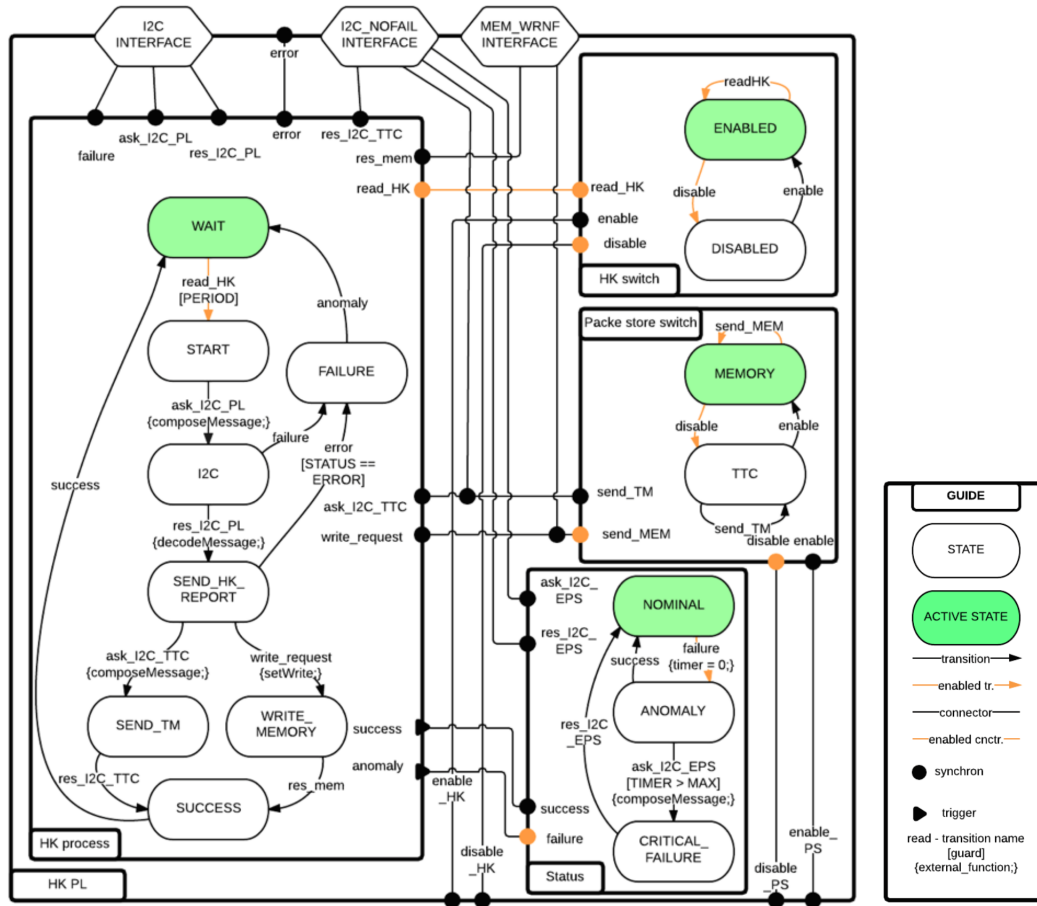 I2C
INTERFACE
I2C_NOFAIL
INTERFACE
MEM_WRNF
INTERFACE
error
failure
ask_I2C_PL
res_I2C_PL
error
res_I2C_TTC
res_mem
read_HK
WAIT
read_HK
[PERIOD]
START
anomaly
FAILURE
ask_I2C_PL
{composeMessage;}
failure
error
[STATUS ==
ERROR]
I2C
success
res_I2C_PL
{decodeMessage;}
ask_I2C_TTC
write_request
SEND_HK_
REPORT
ask_I2C_TTC
{composeMessage;}
write_request
{setWrite;}
SEND_TM
WRITE_
MEMORY
res_I2C_TTC
res_mem
SUCCESS
success
anomaly
HK process
HK PL
enable
_HK
disable
_HK
readHK
ENABLED
disable
enable
DISABLED
read_HK
enable
disable
HK switch
Packe store switch
send_MEM
MEMORY
disable
enable
TTC
send_TM
send_TM
send_MEM
disable enable
ask_I2C_
EPS
res_I2C_
EPS
NOMINAL
failure
{timer = 0;}
success
ANOMALY
res_I2C
_EPS
ask_I2C_EPS
[TIMER > MAX]
{composeMessage;}
CRITICAL_
FAILURE
success
failure
Status
disable
_PS
enable_
PS
GUIDE
STATE
ACTIVE STATE
transition
enabled tr.
connector
enabled cnctr.
synchron
trigger
read - transition name
[guard]
{external_function;}